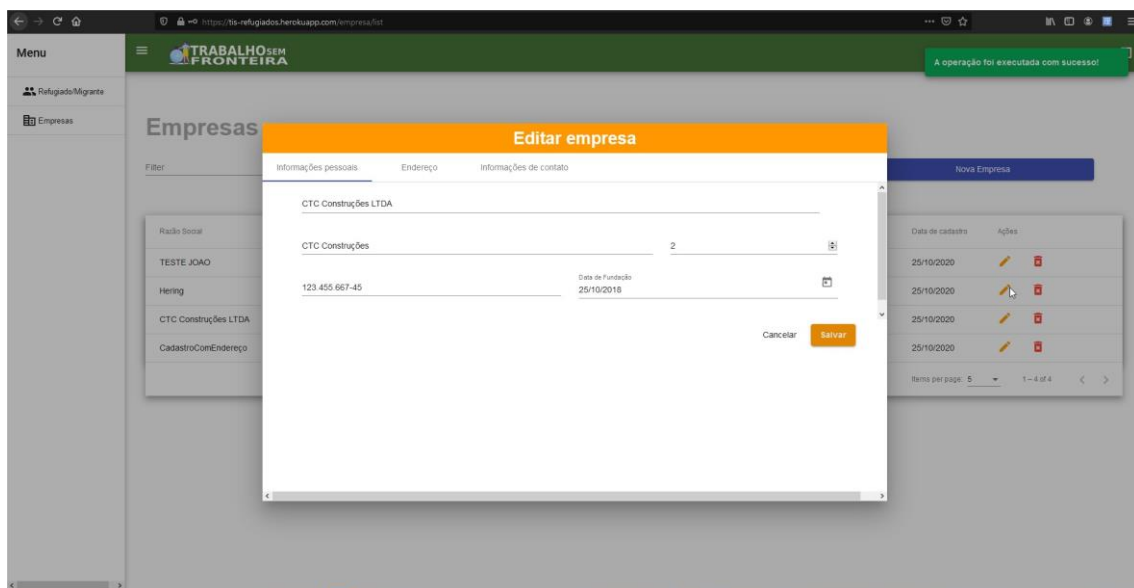 https://tis-refugiados.herokuapp.com/empresa/list
Menu
TRABALHO SEM
FRONTEIRA
A operação foi executada com sucesso!
Refugiado/Migrante
Empresas
Empresas
Editar empresa
Filter
Informações pessoais
Endereço
Informações de contato
Nova Empresa
CTC Construções LTDA
Razão Social
Data de cadastro
Ações
CTC Construções
2
TESTE JOAO
25/10/2020
Data de Fundação
123.455.667-45
25/10/2018
Hering
25/10/2020
CTC Construções LTDA
25/10/2020
Cancelar
Salvar
CadastroComEndereço
25/10/2020
Items per page: 5
1 – 4 of 4